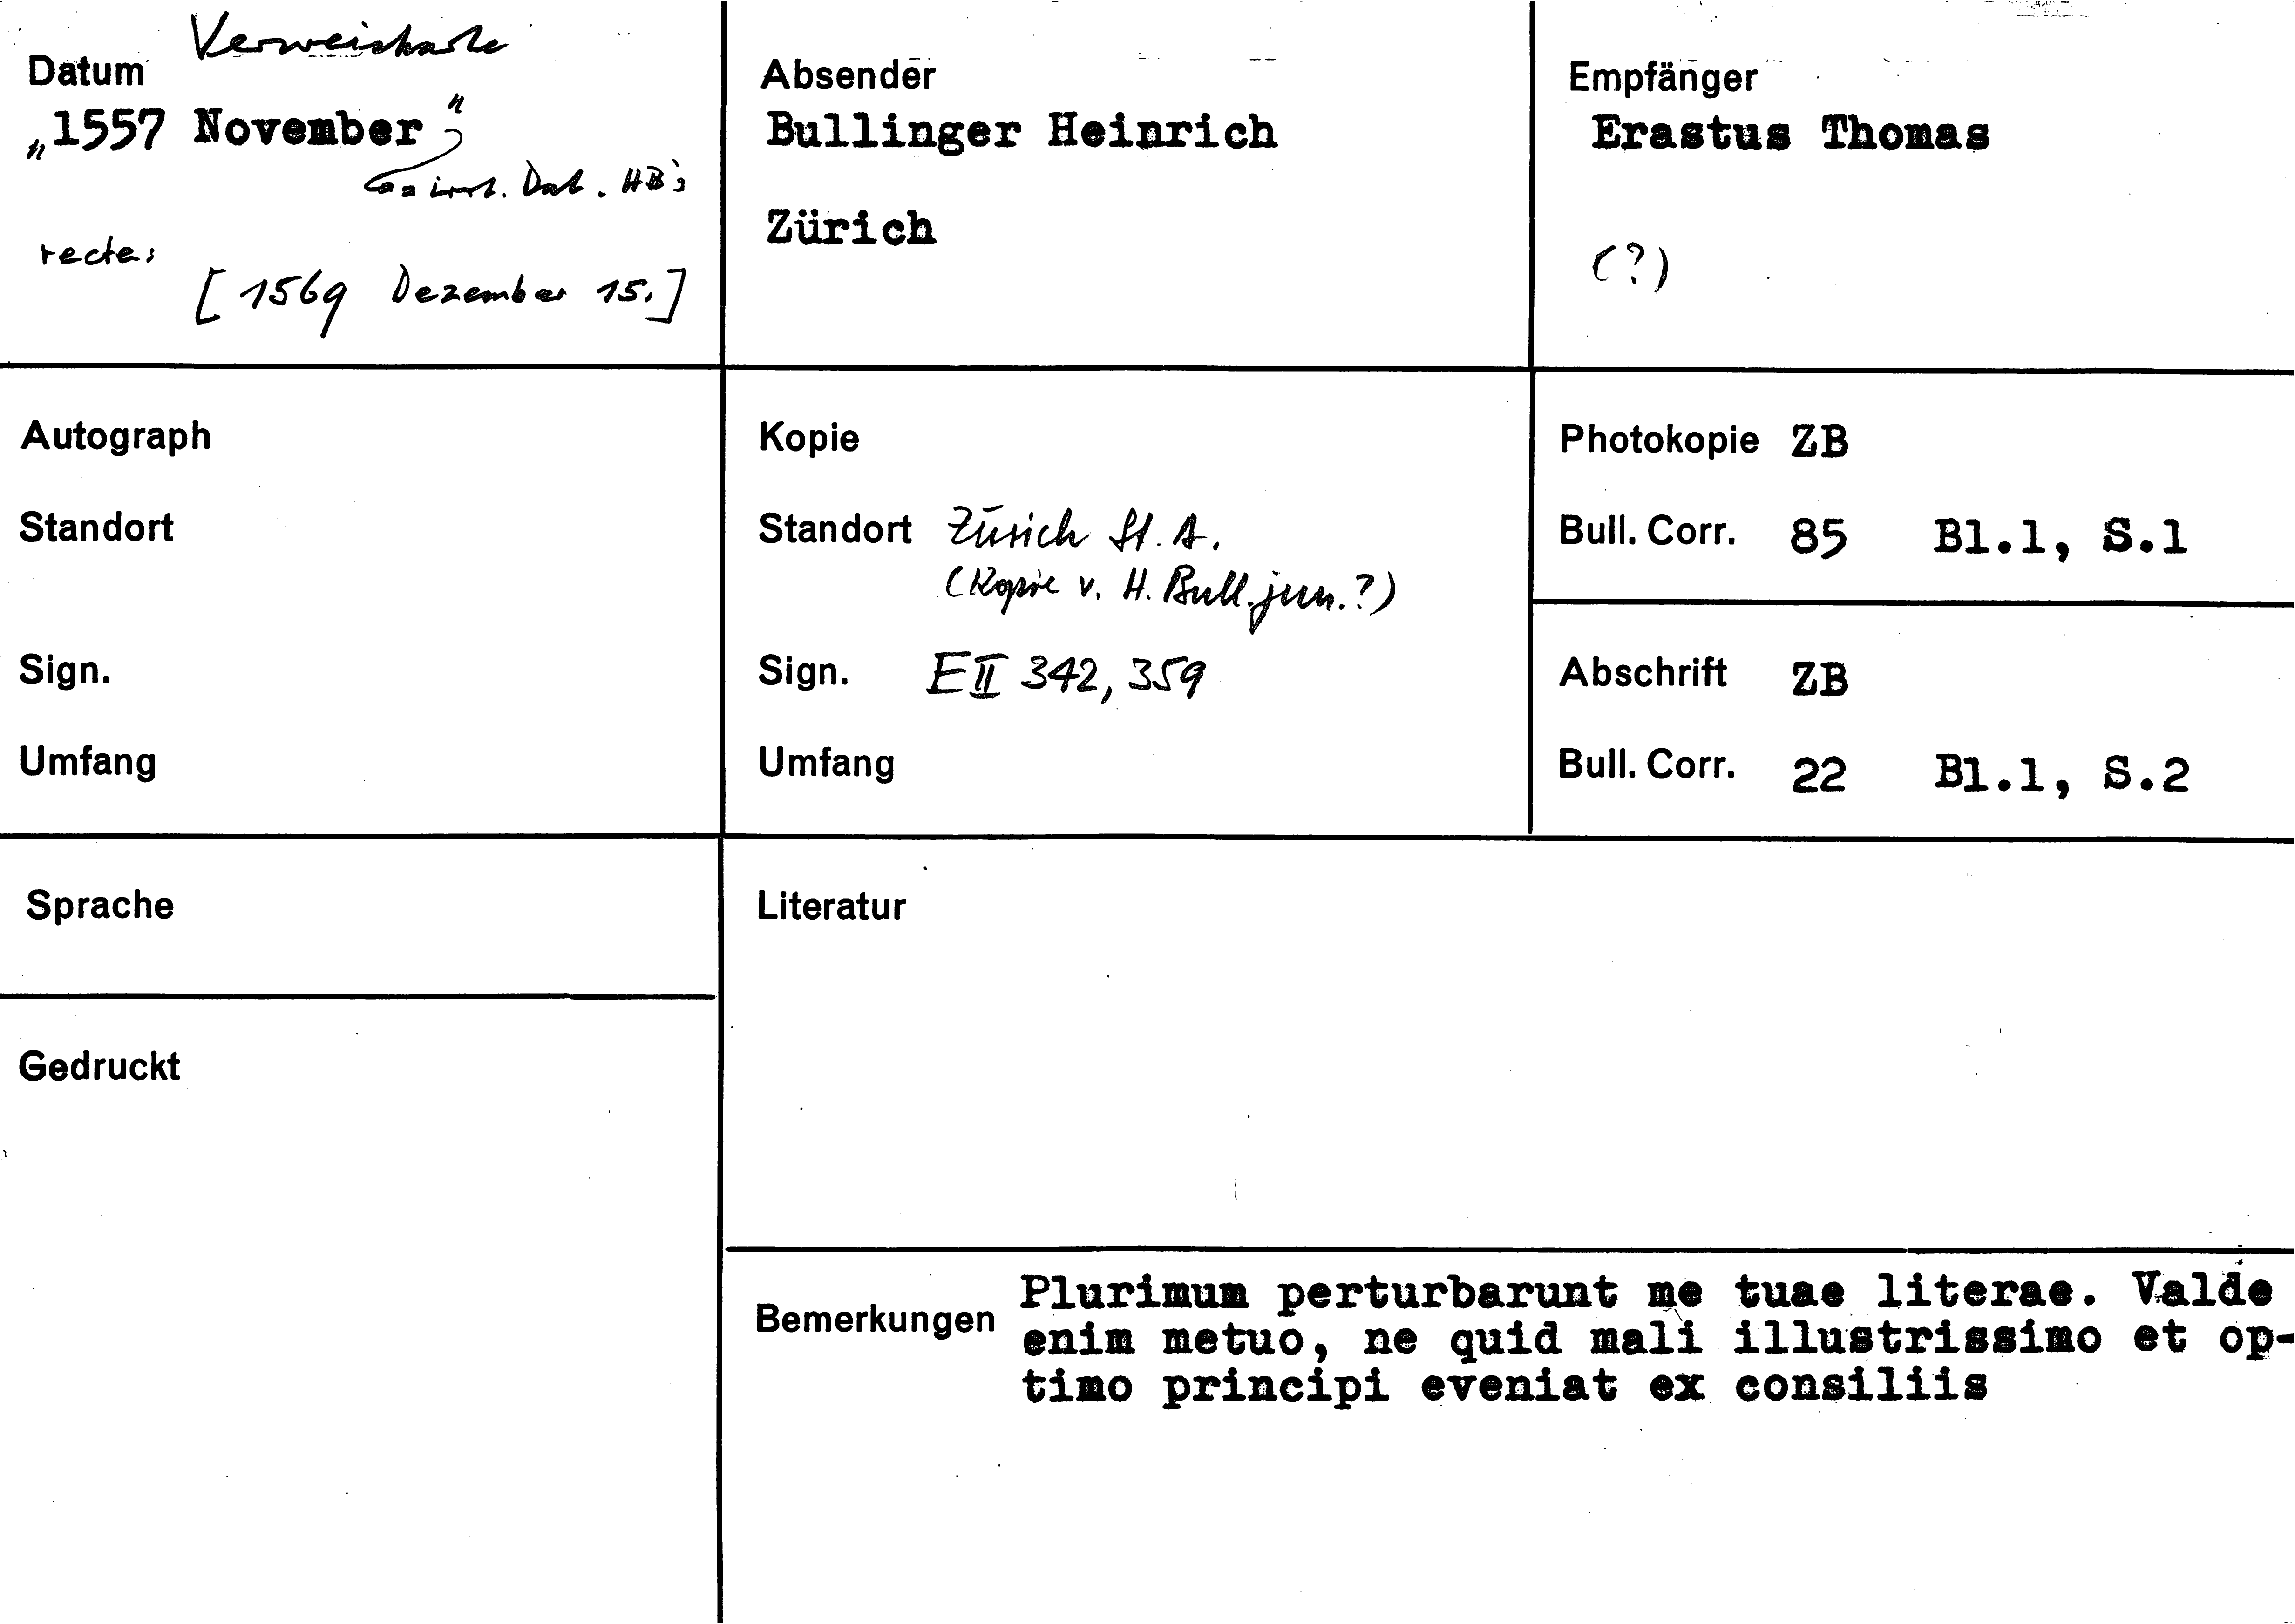 Verweiskarte
Datum
„1557 November"
= irrt. Dat. HB's
recte:
[1569 Dezember 15.]
Absender
Bullinger Heinrich
Zürich
Empfänger
Erastus Thomas
(?)
Autograph
Standort
Sign.
Umfang
Kopie
Standort Zürich St. A.
(Kopie v. H. Bull. jun.?)
Sign. E II 342, 359
Umfang
Photokopie ZB
Bull. Corr. 85 Bl.1, S.1
Abschrift ZB
Bull. Corr. 22 Bl.1, S.2
Sprache
Gedruckt
Literatur
Bemerkungen
Plurimum perturbarunt me tuae literae. Valde
enim metuo, ne quid mali illustrissimo et op-
timo principi eveniat ex consiliis